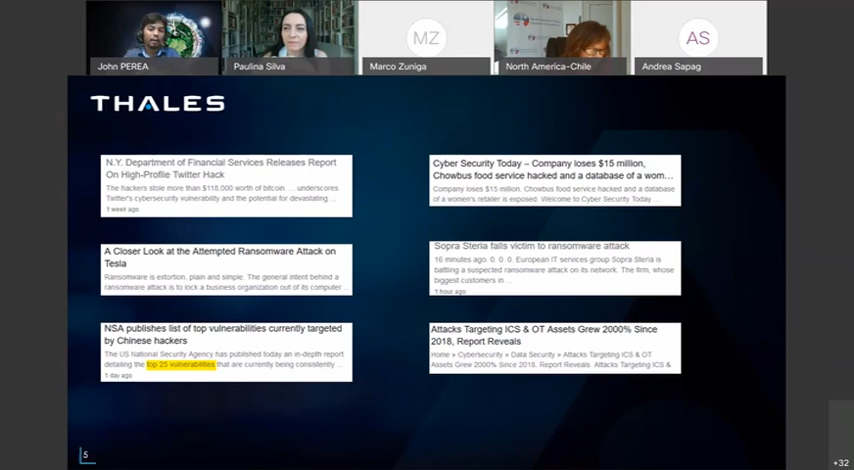 MZ
AS
John PEREA
Paulina Silva
Marco Zuniga
North America-Chile
Andrea Sapag
THALES
N.Y. Department of Financial Services Releases Report
On High-Profile Twitter Hack
The hackers stole more than $118,000 worth of bitcoin. ... underscores
Twitter's cybersecurity vulnerability and the potential for devastating ...
1 week ago
A Closer Look at the Attempted Ransomware Attack on
Tesla
Ransomware is extortion, plain and simple. The general intent behind a
ransomware attack is to lock a business organization out of its computer ...
NSA publishes list of top vulnerabilities currently targeted
by Chinese hackers
The US National Security Agency has published today an in-depth report
detailing the top 25 vulnerabilities that are currently being consistently ...
1 day ago
Cyber Security Today – Company loses $15 million,
Chowbus food service hacked and a database of a wom...
Company loses $15 million, Chowbus food service hacked and a database
of a women's retailer is exposed. Welcome to Cyber Security Today ...
Sopra Steria falls victim to ransomware attack
16 minutes ago. 0. 0. 0. European IT services group Sopra Steria is
battling a suspected ransomware attack on its network. The firm, whose
biggest customers in ...
1 hour ago
Attacks Targeting ICS & OT Assets Grew 2000% Since
2018, Report Reveals
Home » Cybersecurity » Data Security » Attacks Targeting ICS & OT
Assets Grew 2000% Since 2018, Report Reveals. Attacks Targeting ICS &
5
+32